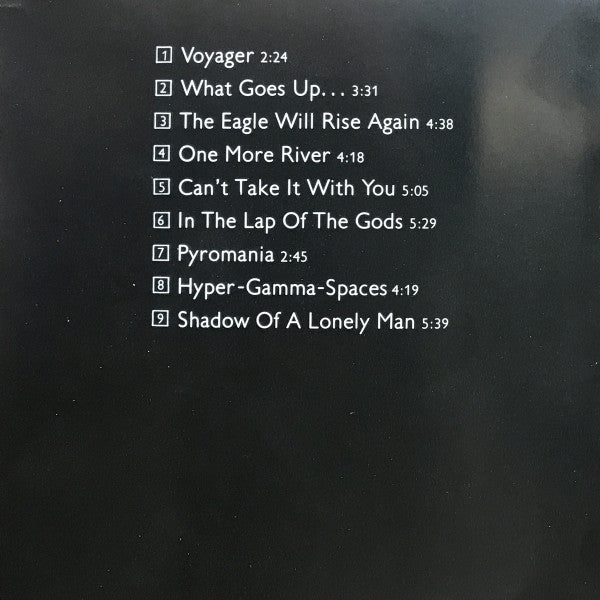 1 Voyager 2:24
2 What Goes Up... 3:31
3 The Eagle Will Rise Again 4:38
4 One More River 4:18
5 Can't Take It With You 5:05
6 In The Lap Of The Gods 5:29
7 Pyromania 2:45
8 Hyper-Gamma-Spaces 4:19
9 Shadow Of A Lonely Man 5:39